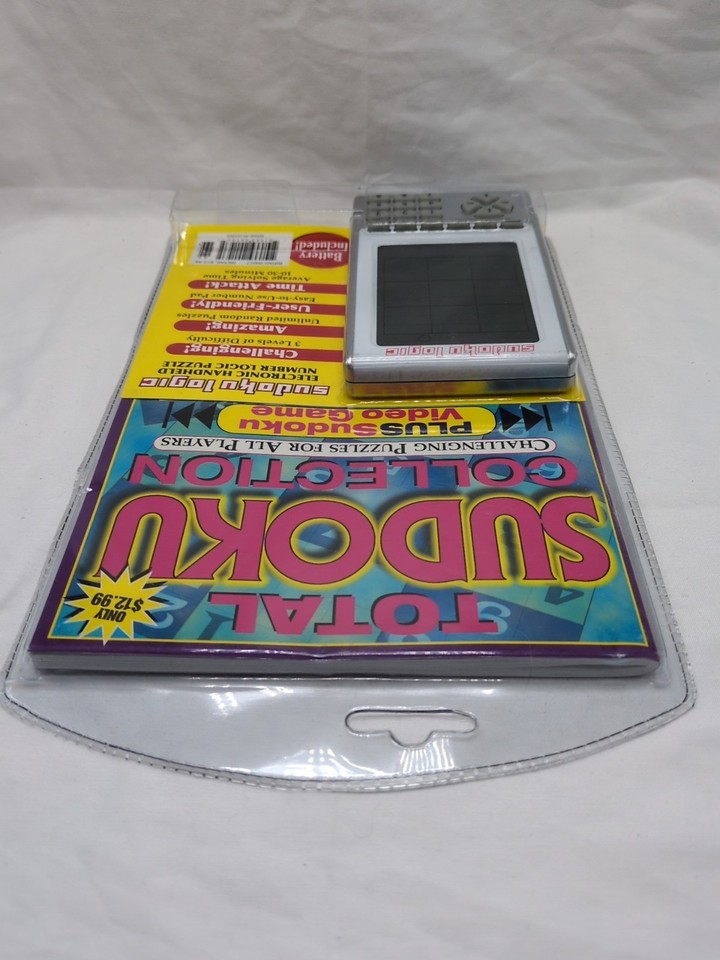 TOTAL
SUDOKU
COLLECTION
CHALLENGING PUZZLES FOR ALL PLAYERS
PLUS Sudoku
Video Game
ONLY
$12.99
sudoku logic
ELECTRONIC HANDHELD
NUMBER LOGIC PUZZLE
Challenging!
3 Levels of Difficulty
Amazing!
Unlimited Random Puzzles
User-Friendly!
Easy-to-Use Number Pad
Time Attack!
Average Solving Time
10-30 Minutes
Battery
Included!
sudoku logic